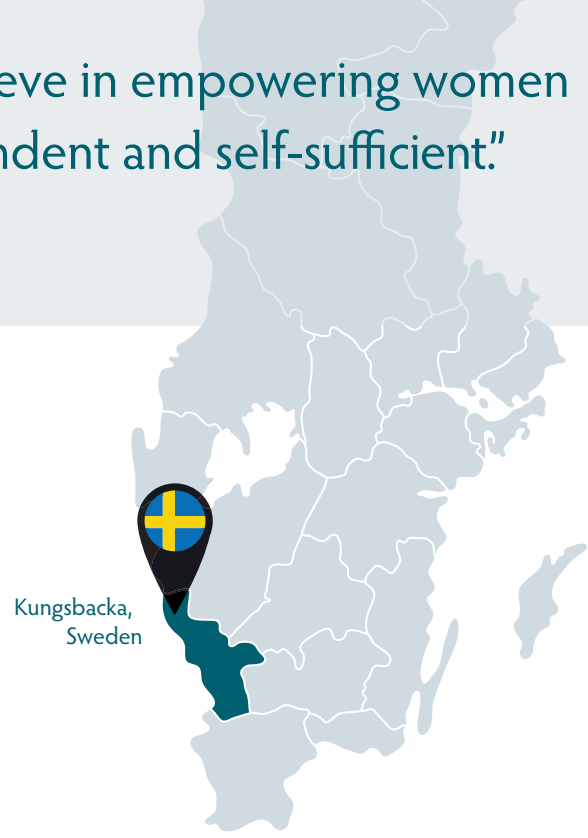 eve in empowering women
ndent and self-sufficient.”
Kungsbacka,
Sweden